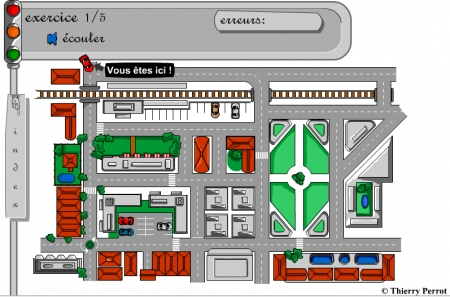 exercice 1/5
erreurs:
écouter
Vous êtes ici !
index
© Thierry Perrot